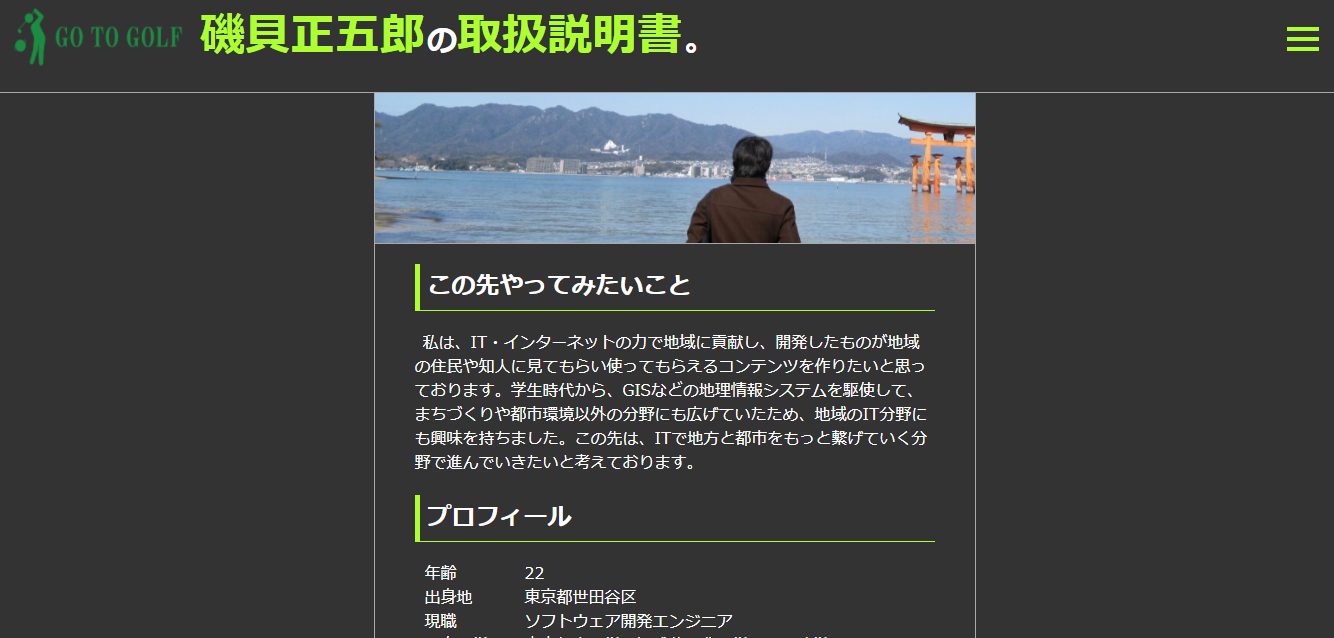 GO TO GOLF
磯貝正五郎の取扱説明書。
この先やってみたいこと
私は、IT・インターネットの力で地域に貢献し、開発したものが地域
の住民や知人に見てもらい使ってもらえるコンテンツを作りたいと思っ
ております。学生時代から、GISなどの地理情報システムを駆使して、
まちづくりや都市環境以外の分野にも広げていたため、地域のIT分野に
も興味を持ちました。この先は、ITで地方と都市をもっと繋げていく分
野で進んでいきたいと考えております。
プロフィール
年齢 22
出身地 東京都世田谷区
現職 ソフトウェア開発エンジニア